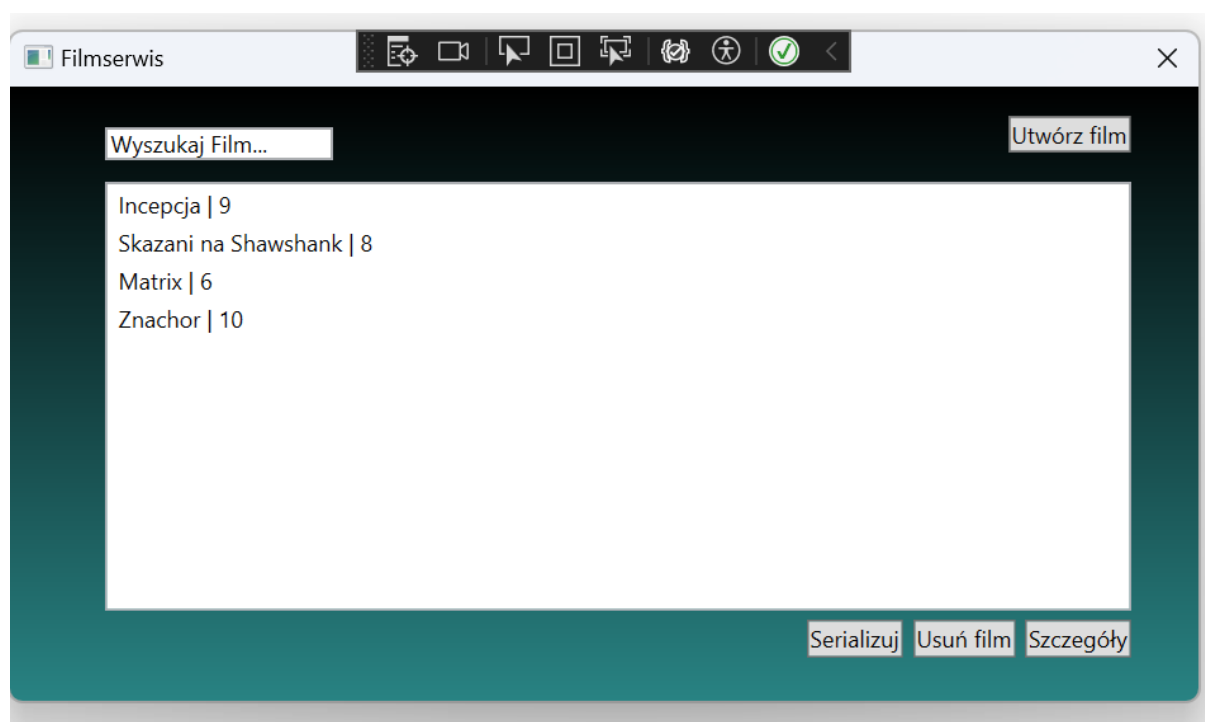 Filmserwis
Wyszukaj Film...
Utwórz film
Incepcja | 9
Skazani na Shawshank | 8
Matrix | 6
Znachor | 10
Serializuj Usuń film Szczegóły